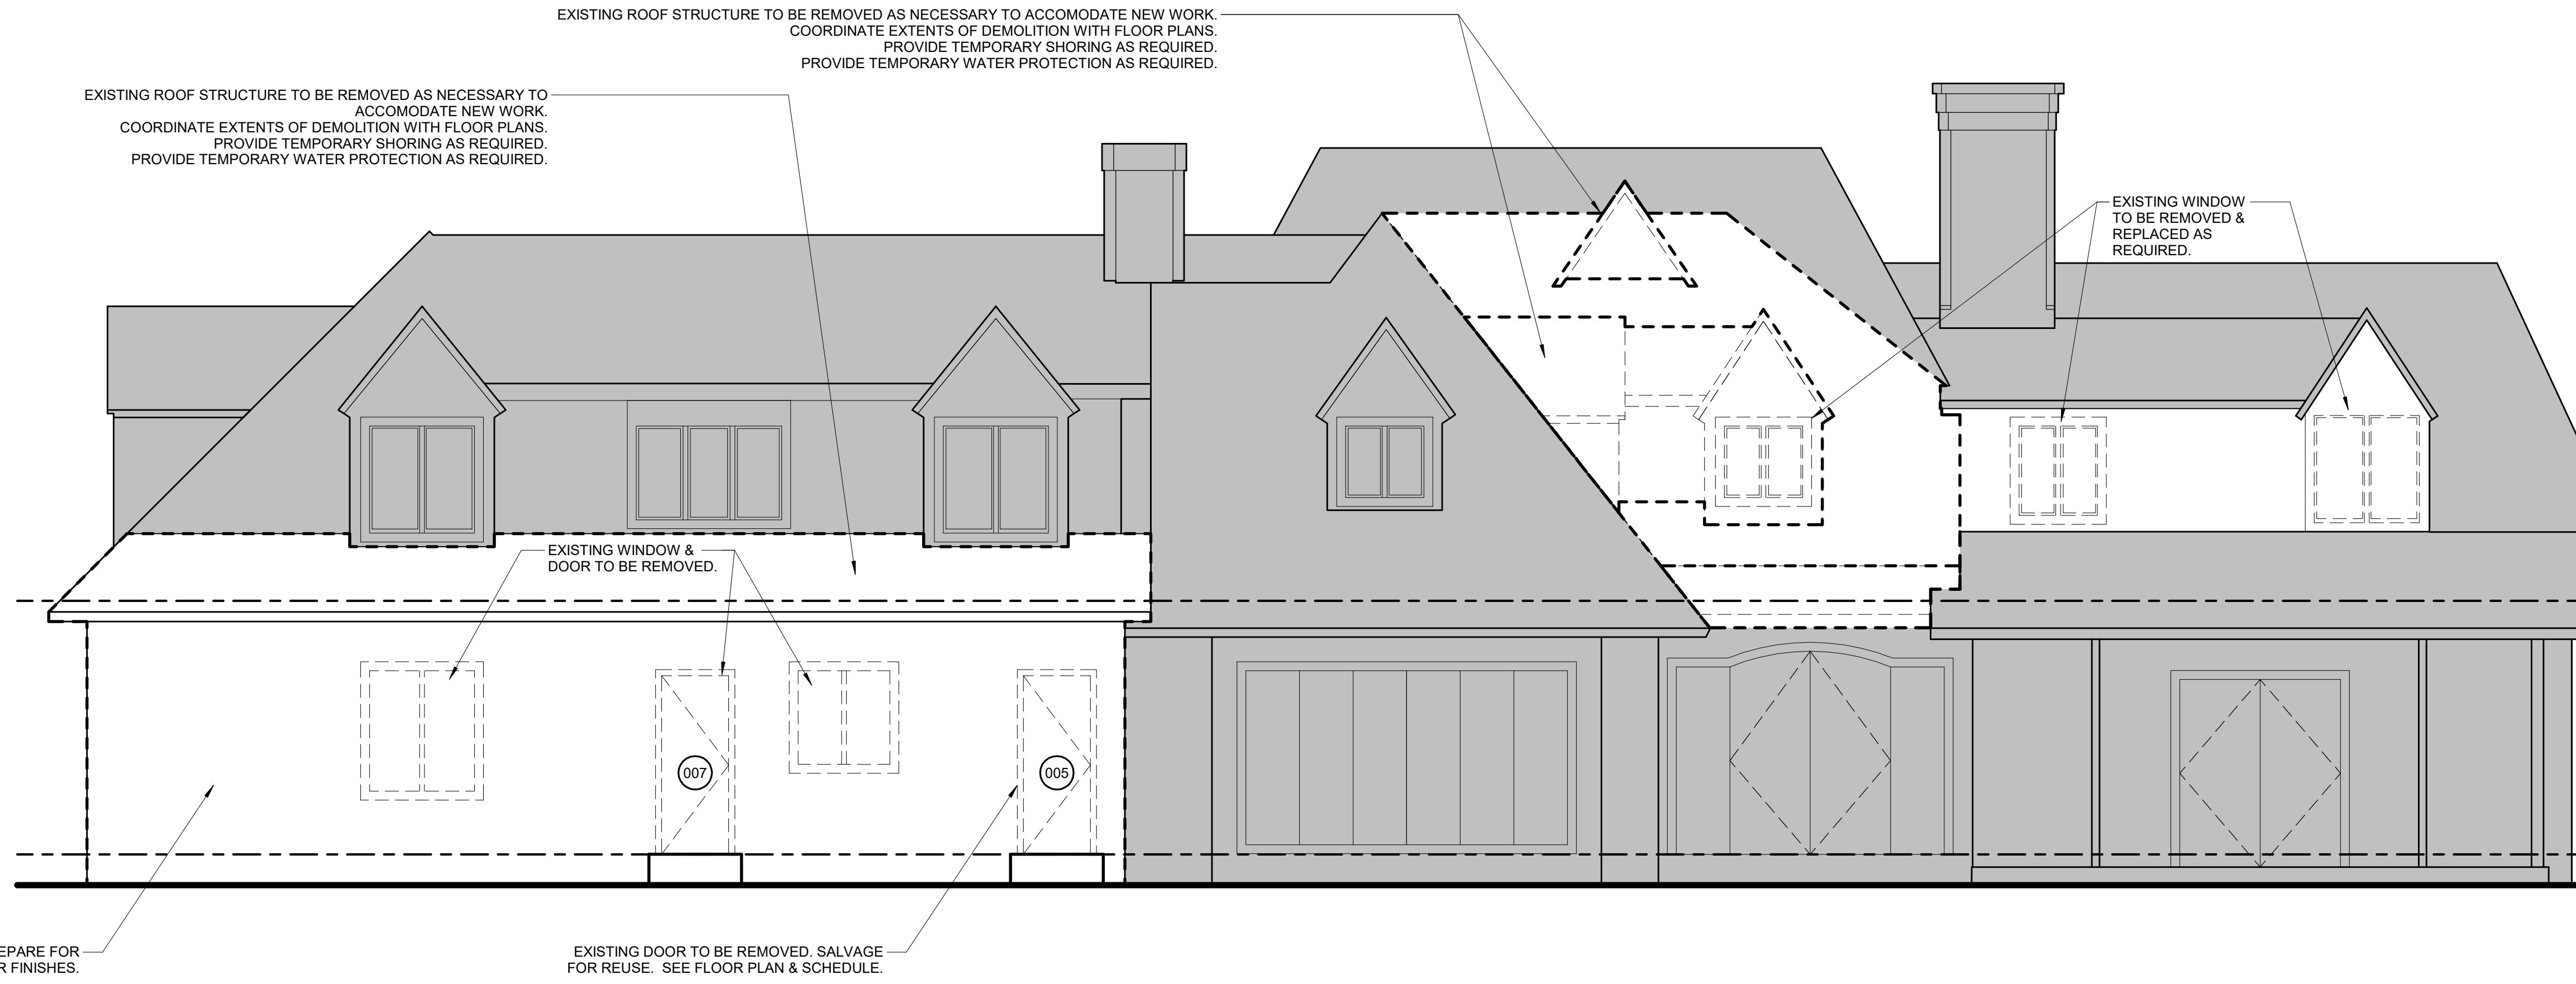 EXISTING ROOF STRUCTURE TO BE REMOVED AS NECESSARY TO ACCOMODATE NEW WORK.
COORDINATE EXTENTS OF DEMOLITION WITH FLOOR PLANS.
PROVIDE TEMPORARY SHORING AS REQUIRED.
PROVIDE TEMPORARY WATER PROTECTION AS REQUIRED.
EXISTING ROOF STRUCTURE TO BE REMOVED AS NECESSARY TO
ACCOMODATE NEW WORK.
COORDINATE EXTENTS OF DEMOLITION WITH FLOOR PLANS.
PROVIDE TEMPORARY SHORING AS REQUIRED.
PROVIDE TEMPORARY WATER PROTECTION AS REQUIRED.
EXISTING WINDOW
TO BE REMOVED &
REPLACED AS
REQUIRED.
EXISTING WINDOW &
DOOR TO BE REMOVED.
007
005
EPARE FOR
R FINISHES.
EXISTING DOOR TO BE REMOVED. SALVAGE
FOR REUSE. SEE FLOOR PLAN & SCHEDULE.